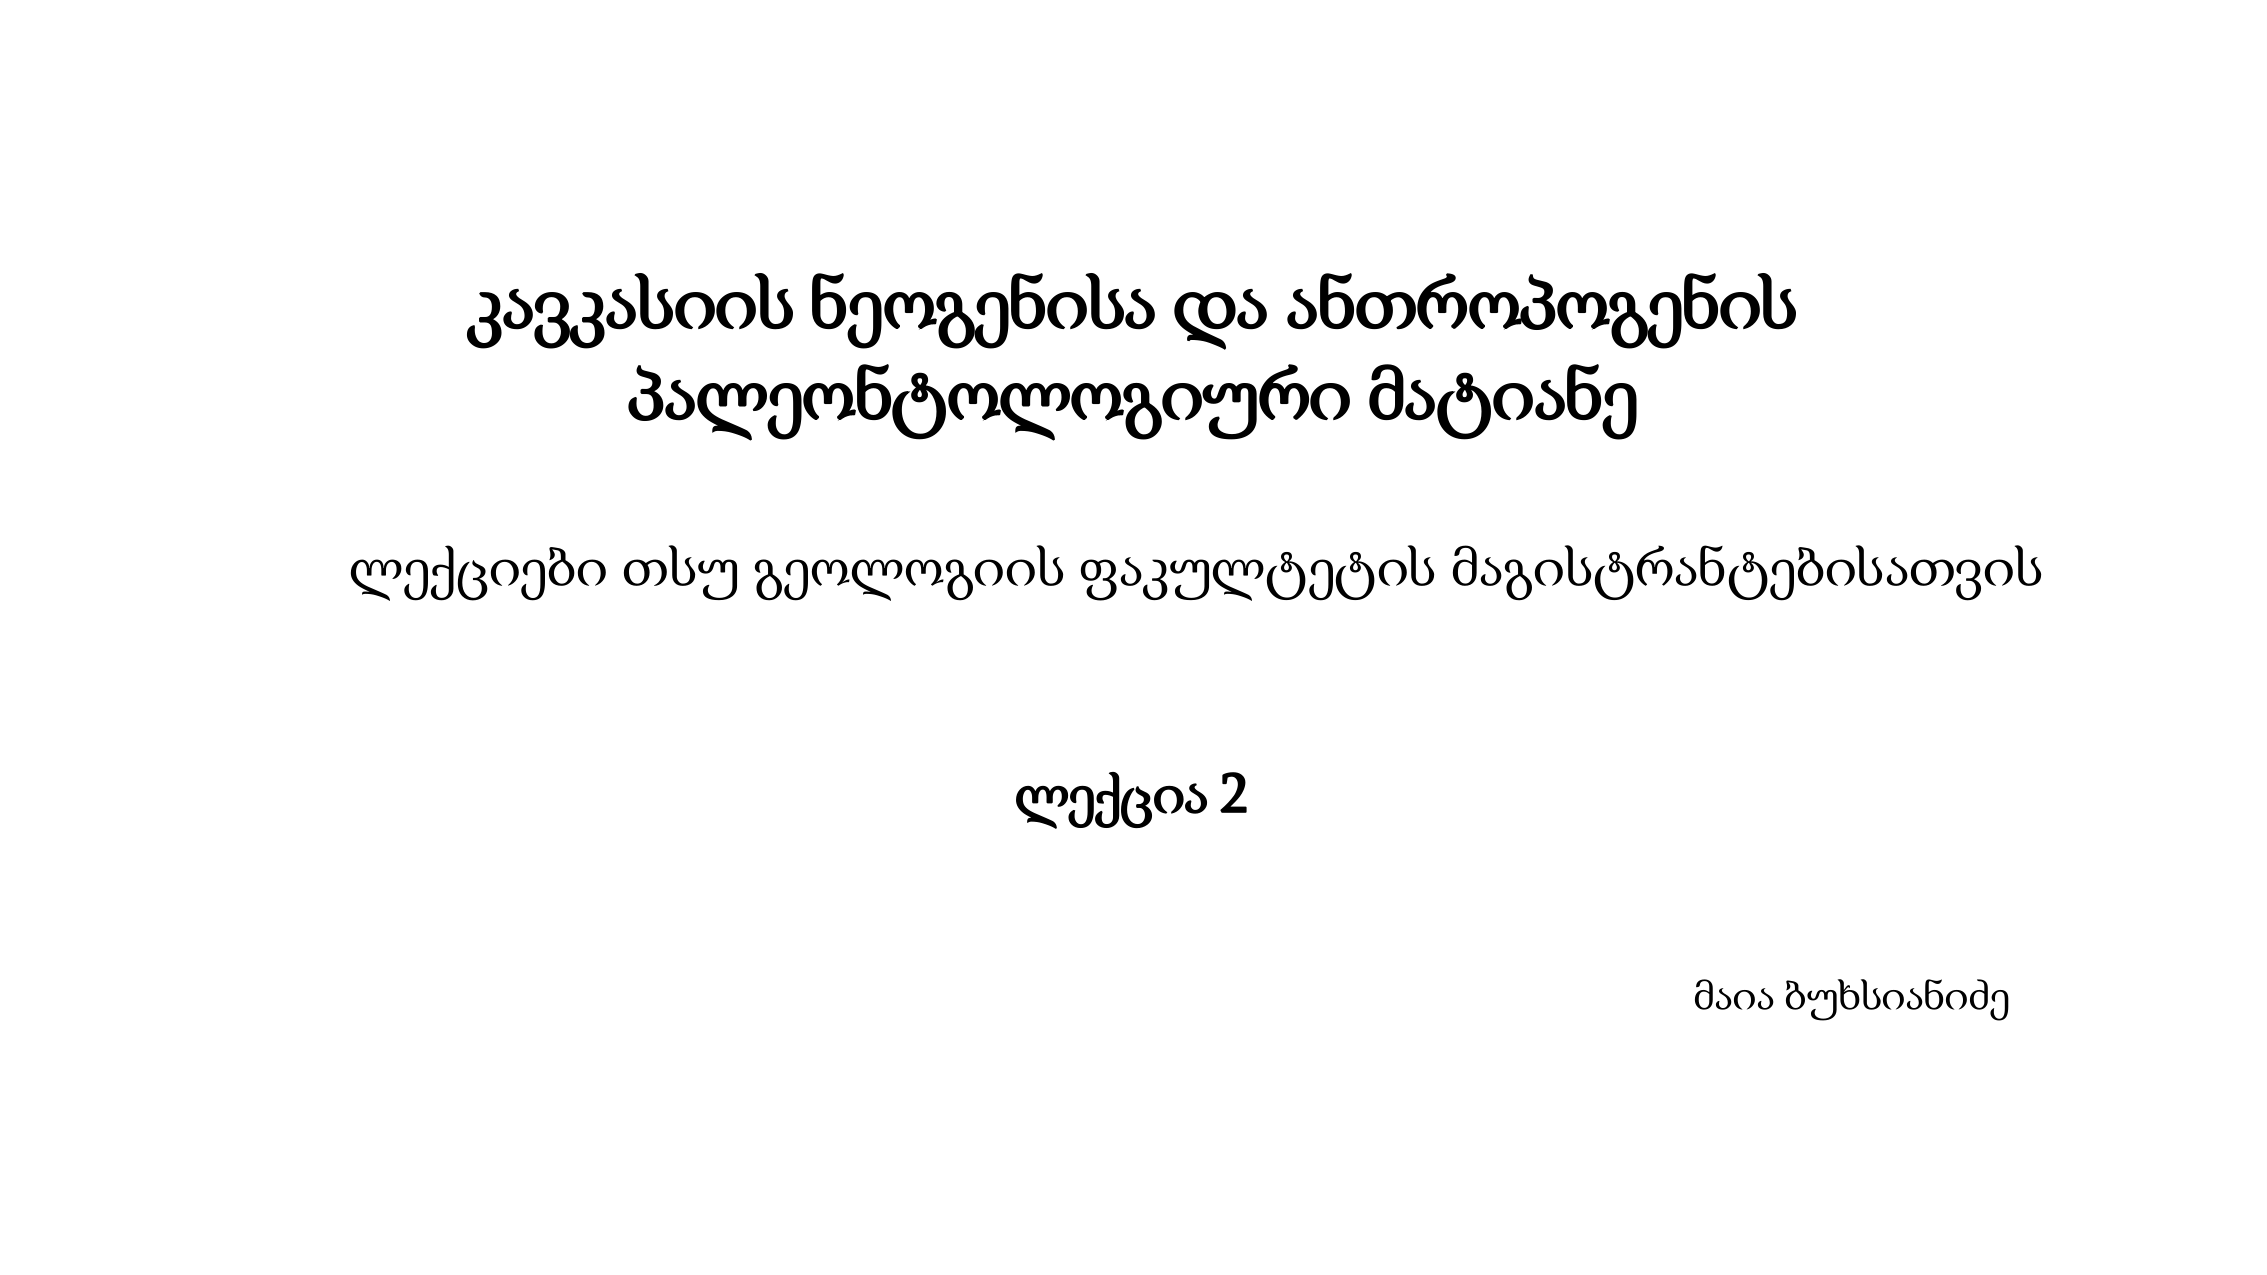 კავკასიის ნეოგენისა და ანთროპოგენის
პალეონტოლოგიური მატიანე
ლექციები თსუ გეოლოგიის ფაკულტეტის მაგისტრანტებისათვის
ლექცია 2
მაია ბუხსიანიძე